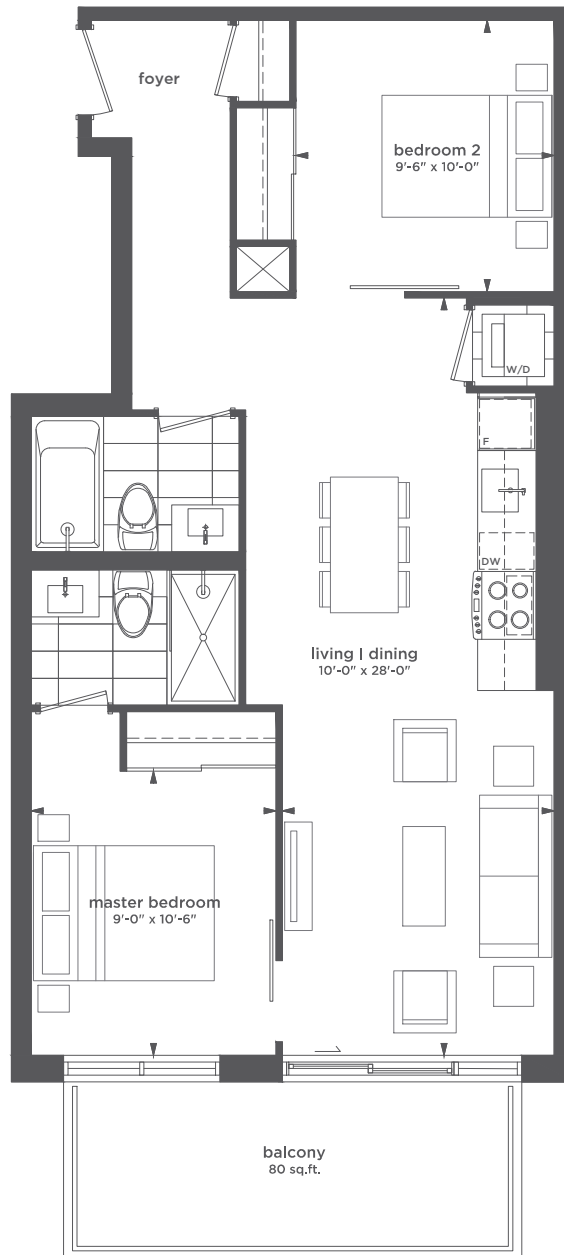 foyer
bedroom 2
9'-6" x 10'-0"
W/D
F
DW
living | dining
10'-0" x 28'-0"
master bedroom
9'-0" x 10'-6"
balcony
80 sq.ft.